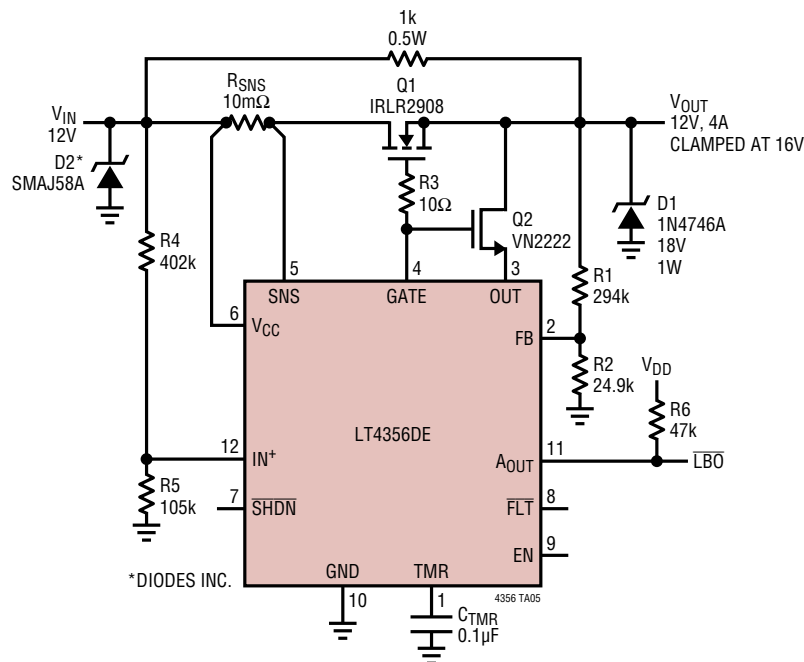 1k
0.5W
RSNS
10mΩ
Q1
IRLR2908
VIN
12V
VOUT
12V, 4A
CLAMPED AT 16V
D2*
SMAJ58A
R3
10Ω
Q2
VN2222
D1
1N4746A
18V
1W
R4
402k
5
4
3
SNS
GATE
OUT
R1
294k
6
VCC
FB
2
R2
24.9k
VDD
LT4356DE
R6
47k
12
IN+
AOUT
11
LBO
R5
105k
7
SHDN
FLT
8
EN
9
*DIODES INC.
GND
TMR
4356 TA05
10
1
CTMR
0.1µF